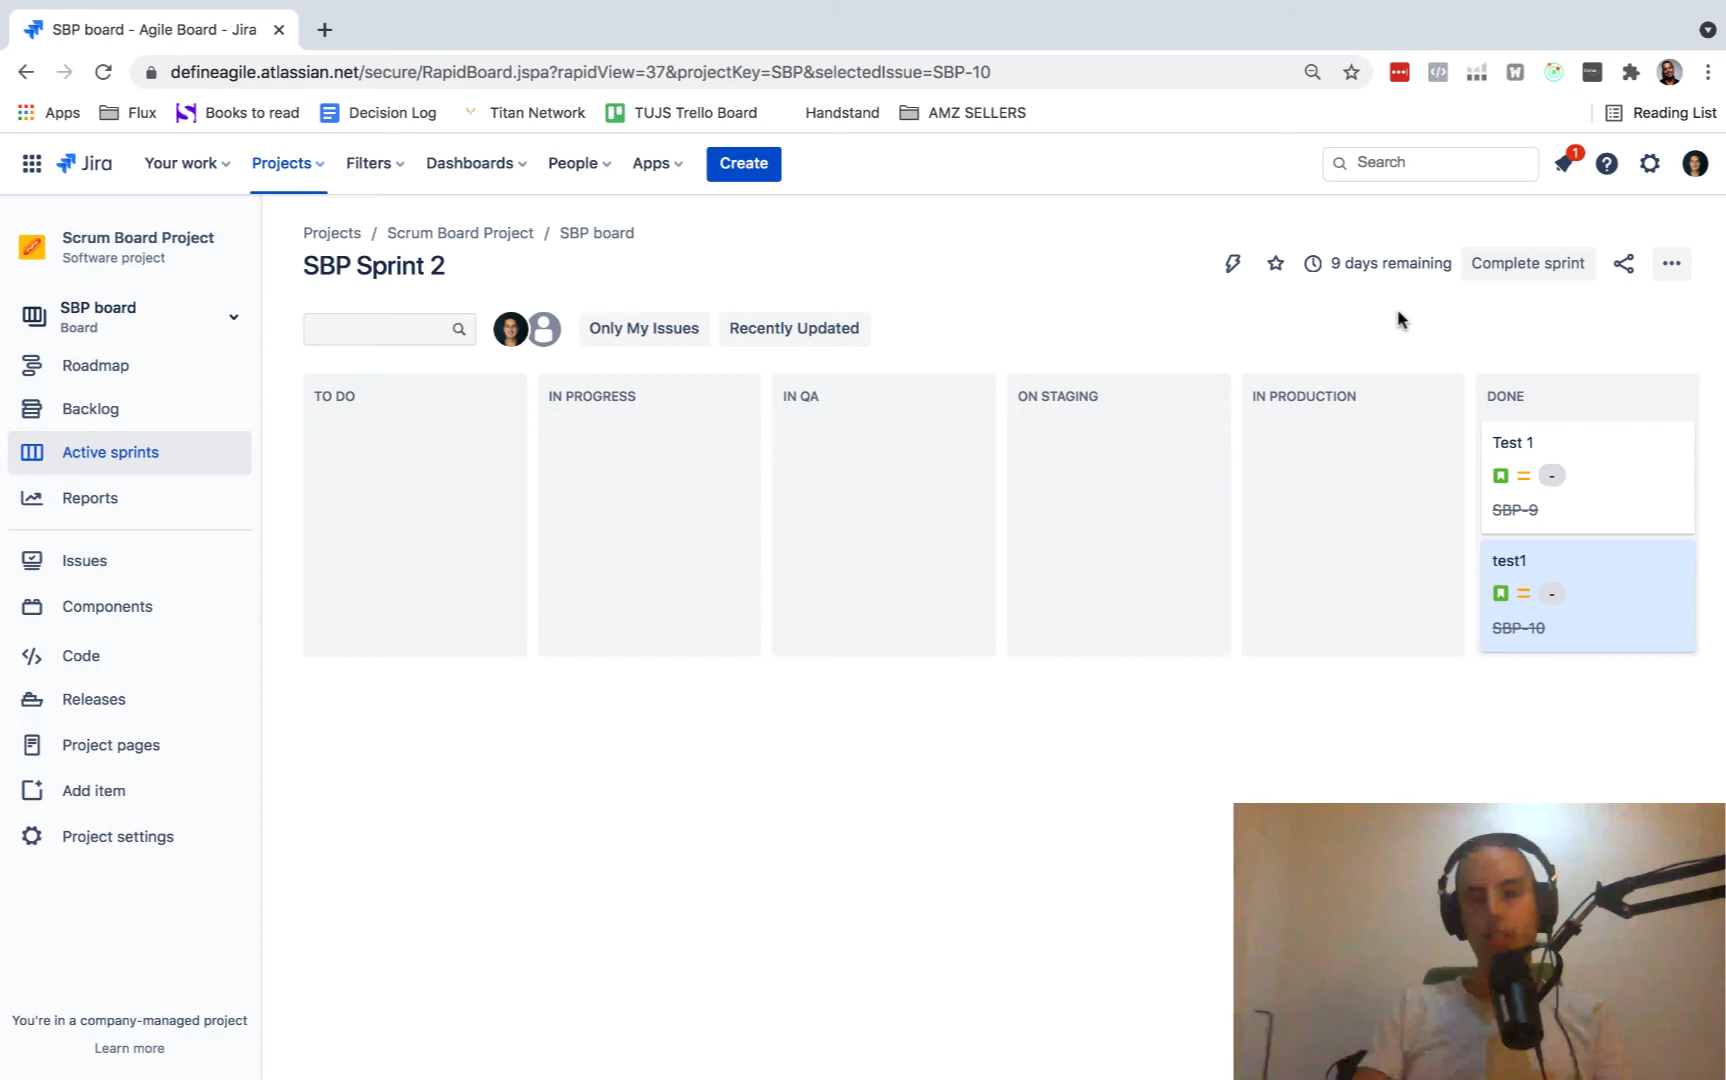 SBP board - Agile Board - Jira
defineagile.atlassian.net/secure/RapidBoard.jspa?rapidView=37&projectKey=SBP&selectedIssue=SBP-10
Apps Flux Books to read Decision Log Titan Network TUJS Trello Board Handstand AMZ SELLERS Reading List
Jira Your work Projects Filters Dashboards People Apps Create Search 1
Scrum Board Project
Software project
SBP board
Board
Roadmap
Backlog
Active sprints
Reports
Issues
Components
Code
Releases
Project pages
Add item
Project settings
You're in a company-managed project
Learn more
Projects / Scrum Board Project / SBP board
SBP Sprint 2
9 days remaining Complete sprint
Only My Issues Recently Updated
TO DO IN PROGRESS IN QA ON STAGING IN PRODUCTION DONE
Test 1
-
SBP-9
test1
-
SBP-10